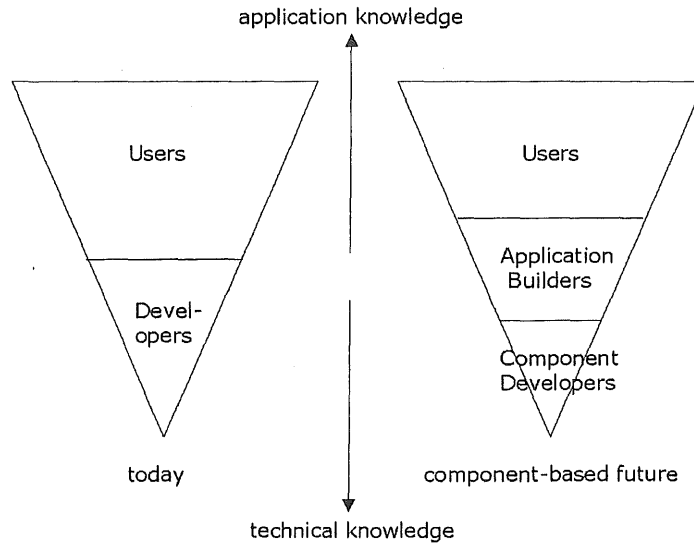 application knowledge
Users
Devel-
opers
today
Users
Application
Builders
Component
Developers
component-based future
technical knowledge